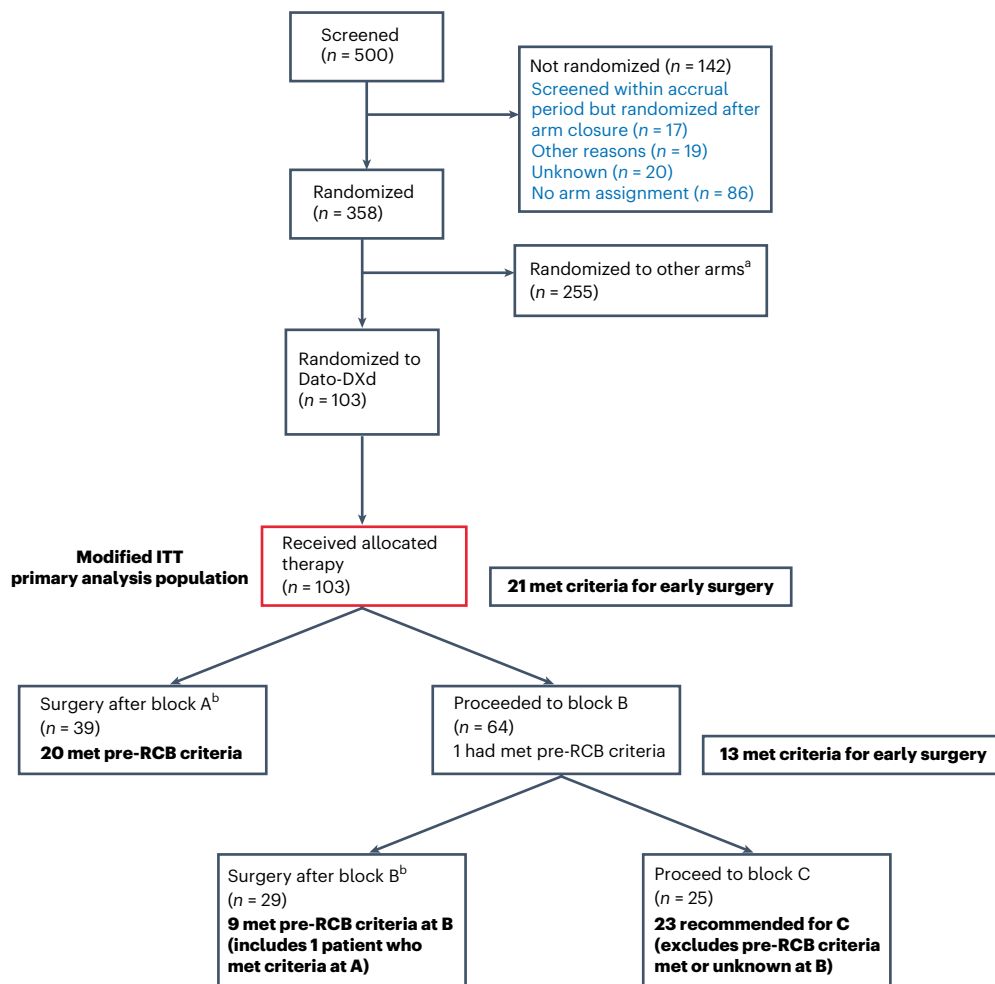 Screened
(n = 500)
Not randomized (n = 142)
Screened within accrual
period but randomized after
arm closure (n = 17)
Other reasons (n = 19)
Unknown (n = 20)
No arm assignment (n = 86)
Randomized
(n = 358)
Randomized to other armsᵃ
(n = 255)
Randomized to
Dato-DXd
(n = 103)
Modified ITT
primary analysis population
Received allocated
therapy
(n = 103)
21 met criteria for early surgery
Surgery after block Aᵇ
(n = 39)
20 met pre-RCB criteria
Proceeded to block B
(n = 64)
1 had met pre-RCB criteria
13 met criteria for early surgery
Surgery after block Bᵇ
(n = 29)
9 met pre-RCB criteria at B
(includes 1 patient who
met criteria at A)
Proceed to block C
(n = 25)
23 recommended for C
(excludes pre-RCB criteria
met or unknown at B)